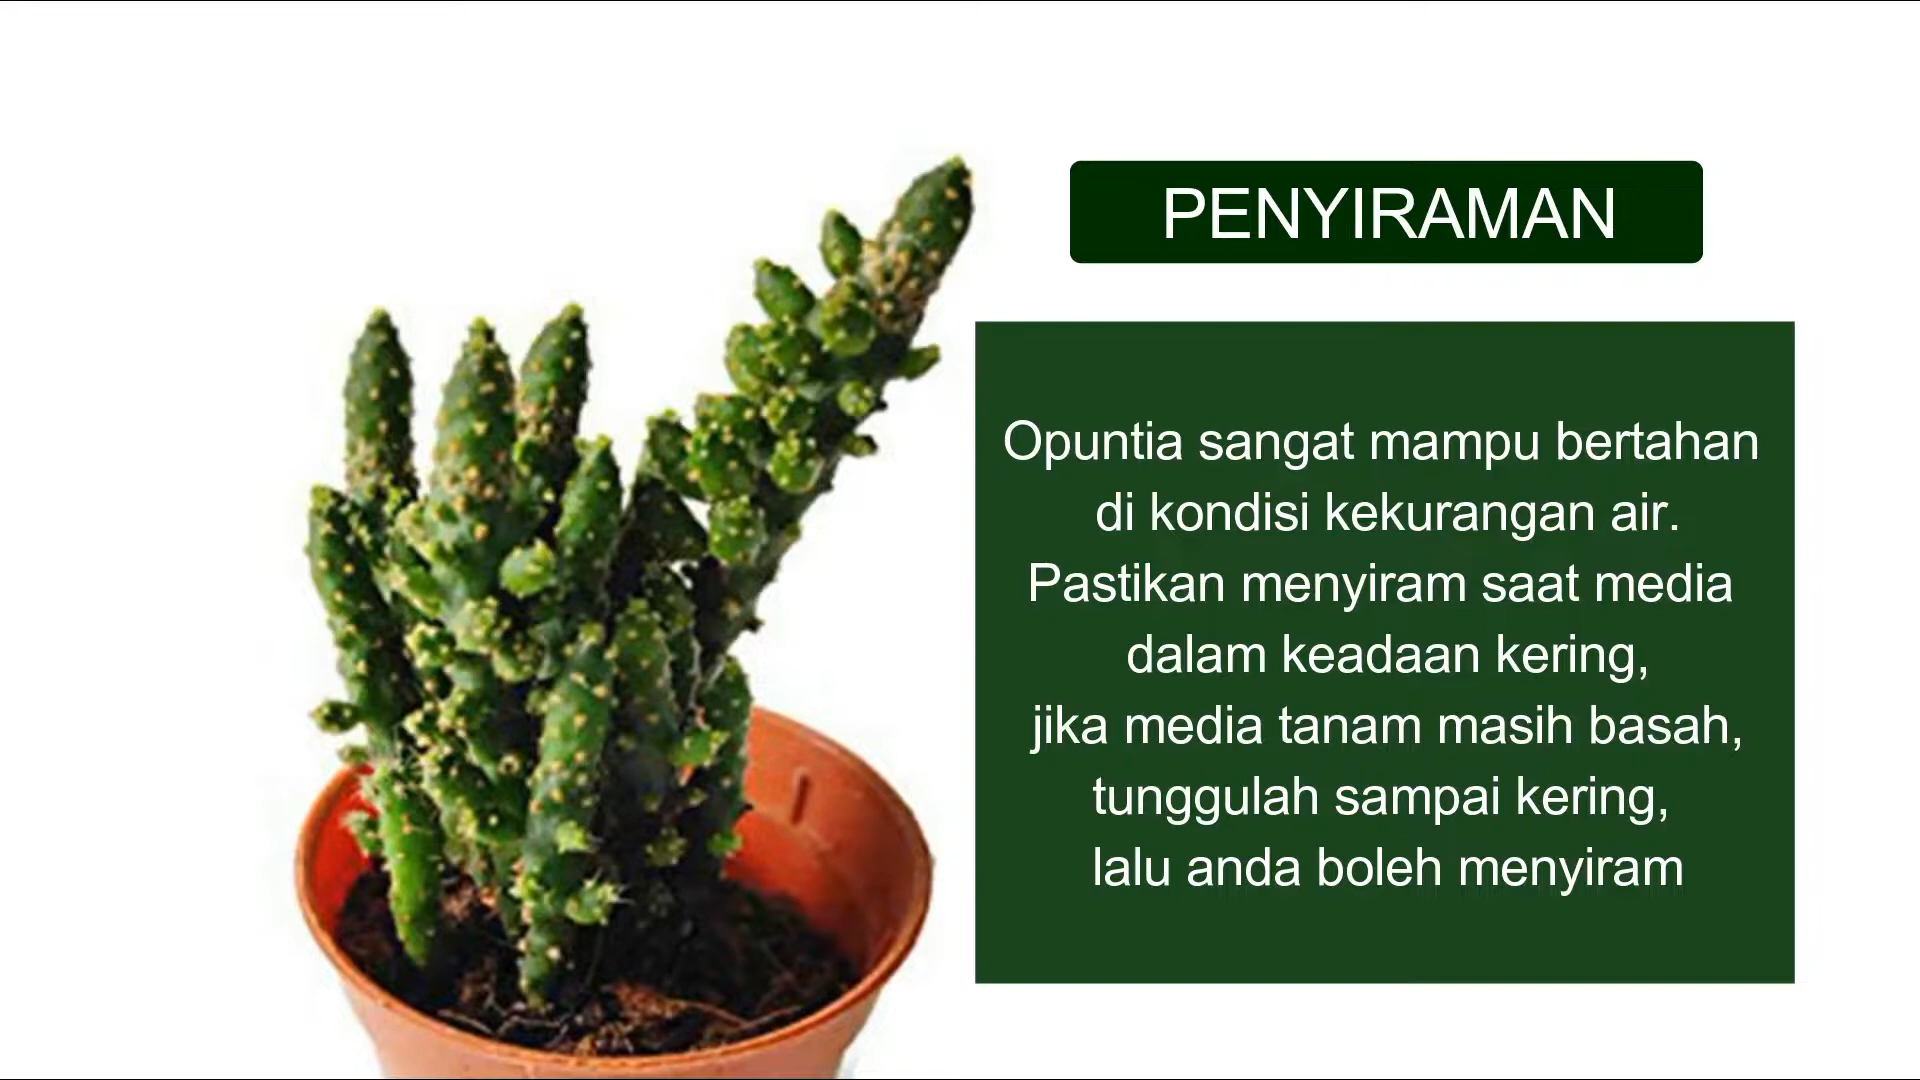 PENYIRAMAN
Opuntia sangat mampu bertahan
di kondisi kekurangan air.
Pastikan menyiram saat media
dalam keadaan kering,
jika media tanam masih basah,
tunggulah sampai kering,
lalu anda boleh menyiram